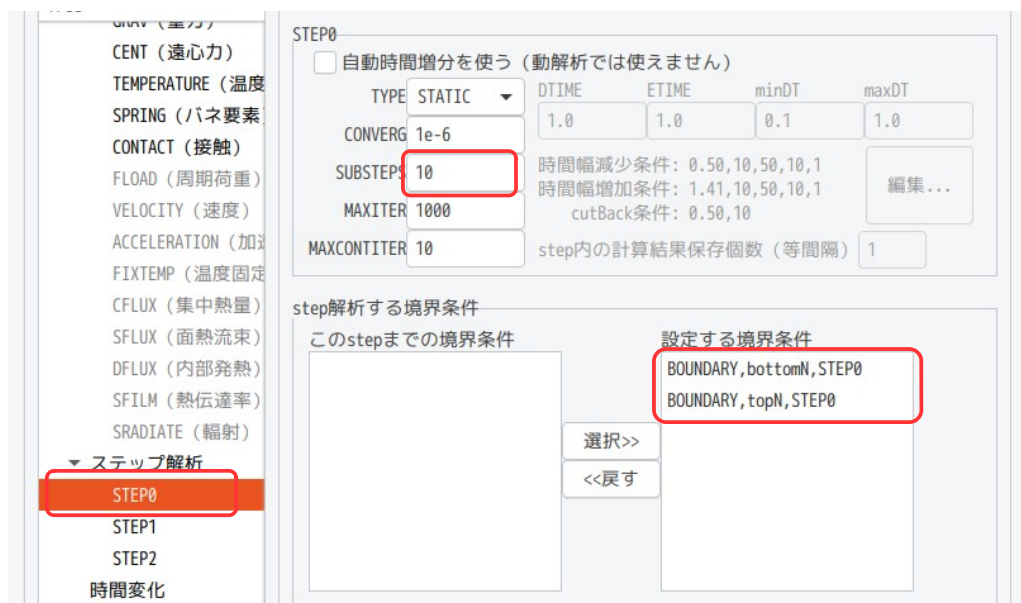 GRAV (重力)
CENT (遠心力)
TEMPERATURE (温度
SPRING (バネ要素
CONTACT (接触)
FLOAD (周期荷重)
VELOCITY (速度)
ACCELERATION (加速
FIXTEMP (温度固定
CFLUX (集中熱量)
SFLUX (面熱流束)
DFLUX (内部発熱)
SFILM (熱伝達率)
SRADIATE (輻射)
ステップ解析
STEP0
STEP1
STEP2
時間変化
STEP0
自動時間増分を使う (動解析では使えません)
TYPE STATIC DTIME ETIME minDT maxDT
CONVERG 1e-6 1.0 1.0 0.1 1.0
SUBSTEPS 10 時間幅減少条件: 0.50,10,50,10,1
時間幅増加条件: 1.41,10,50,10,1 編集...
MAXITER 1000 cutBack条件: 0.50,10
MAXCONTITER 10 step内の計算結果保存個数 (等間隔) 1
step解析する境界条件
このstepまでの境界条件
設定する境界条件
BOUNDARY,bottomN,STEP0
BOUNDARY,topN,STEP0
選択>>
<<戻す